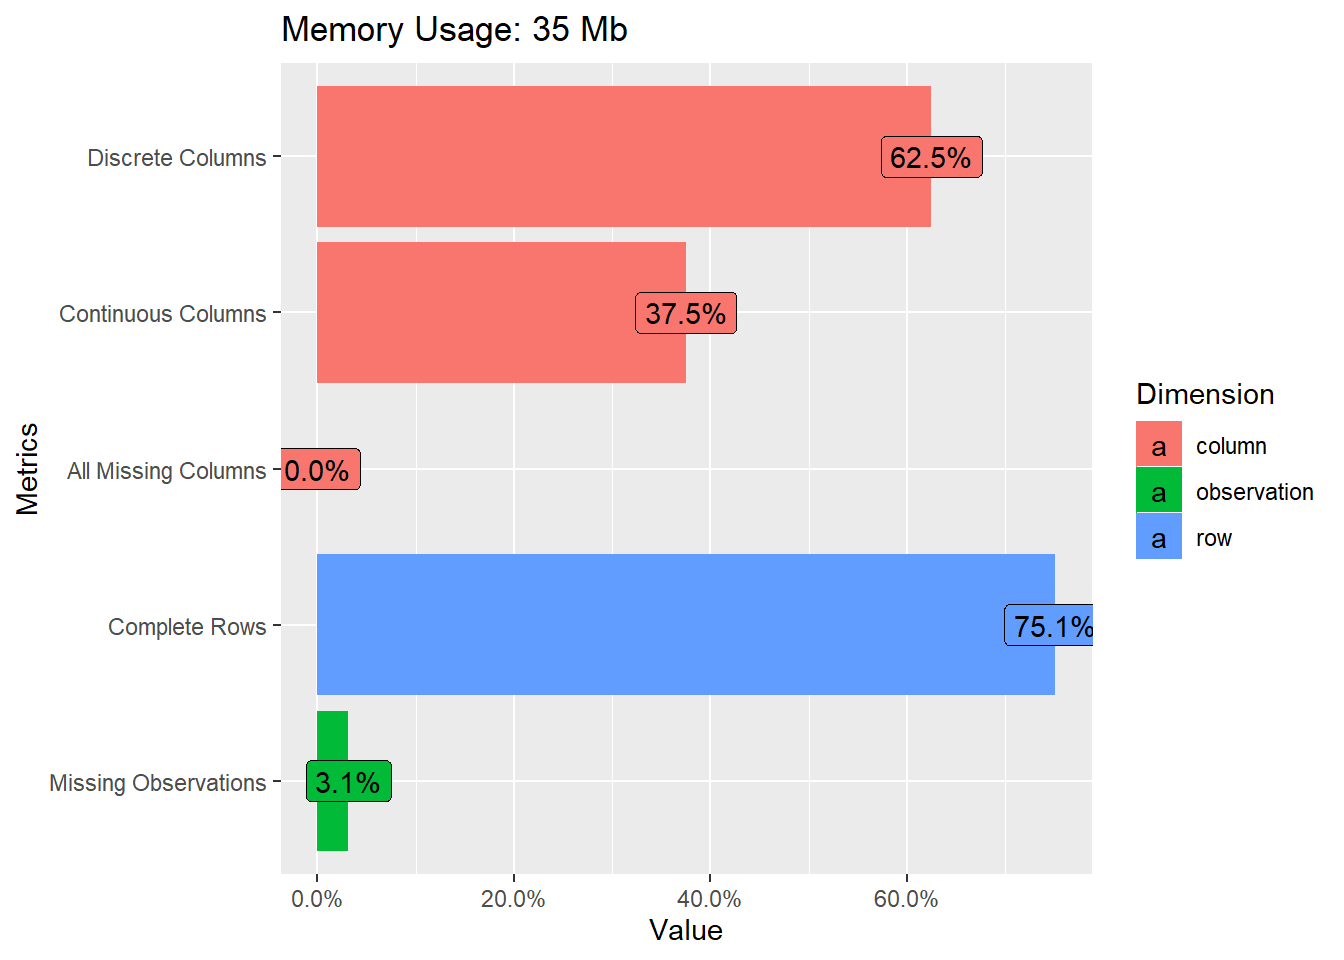 Memory Usage: 35 Mb
Discrete Columns
62.5%
Continuous Columns
37.5%
Metrics
All Missing Columns
0.0%
Complete Rows
75.1%
Missing Observations
3.1%
0.0%
20.0%
40.0%
60.0%
Value
Dimension
a column
a observation
a row